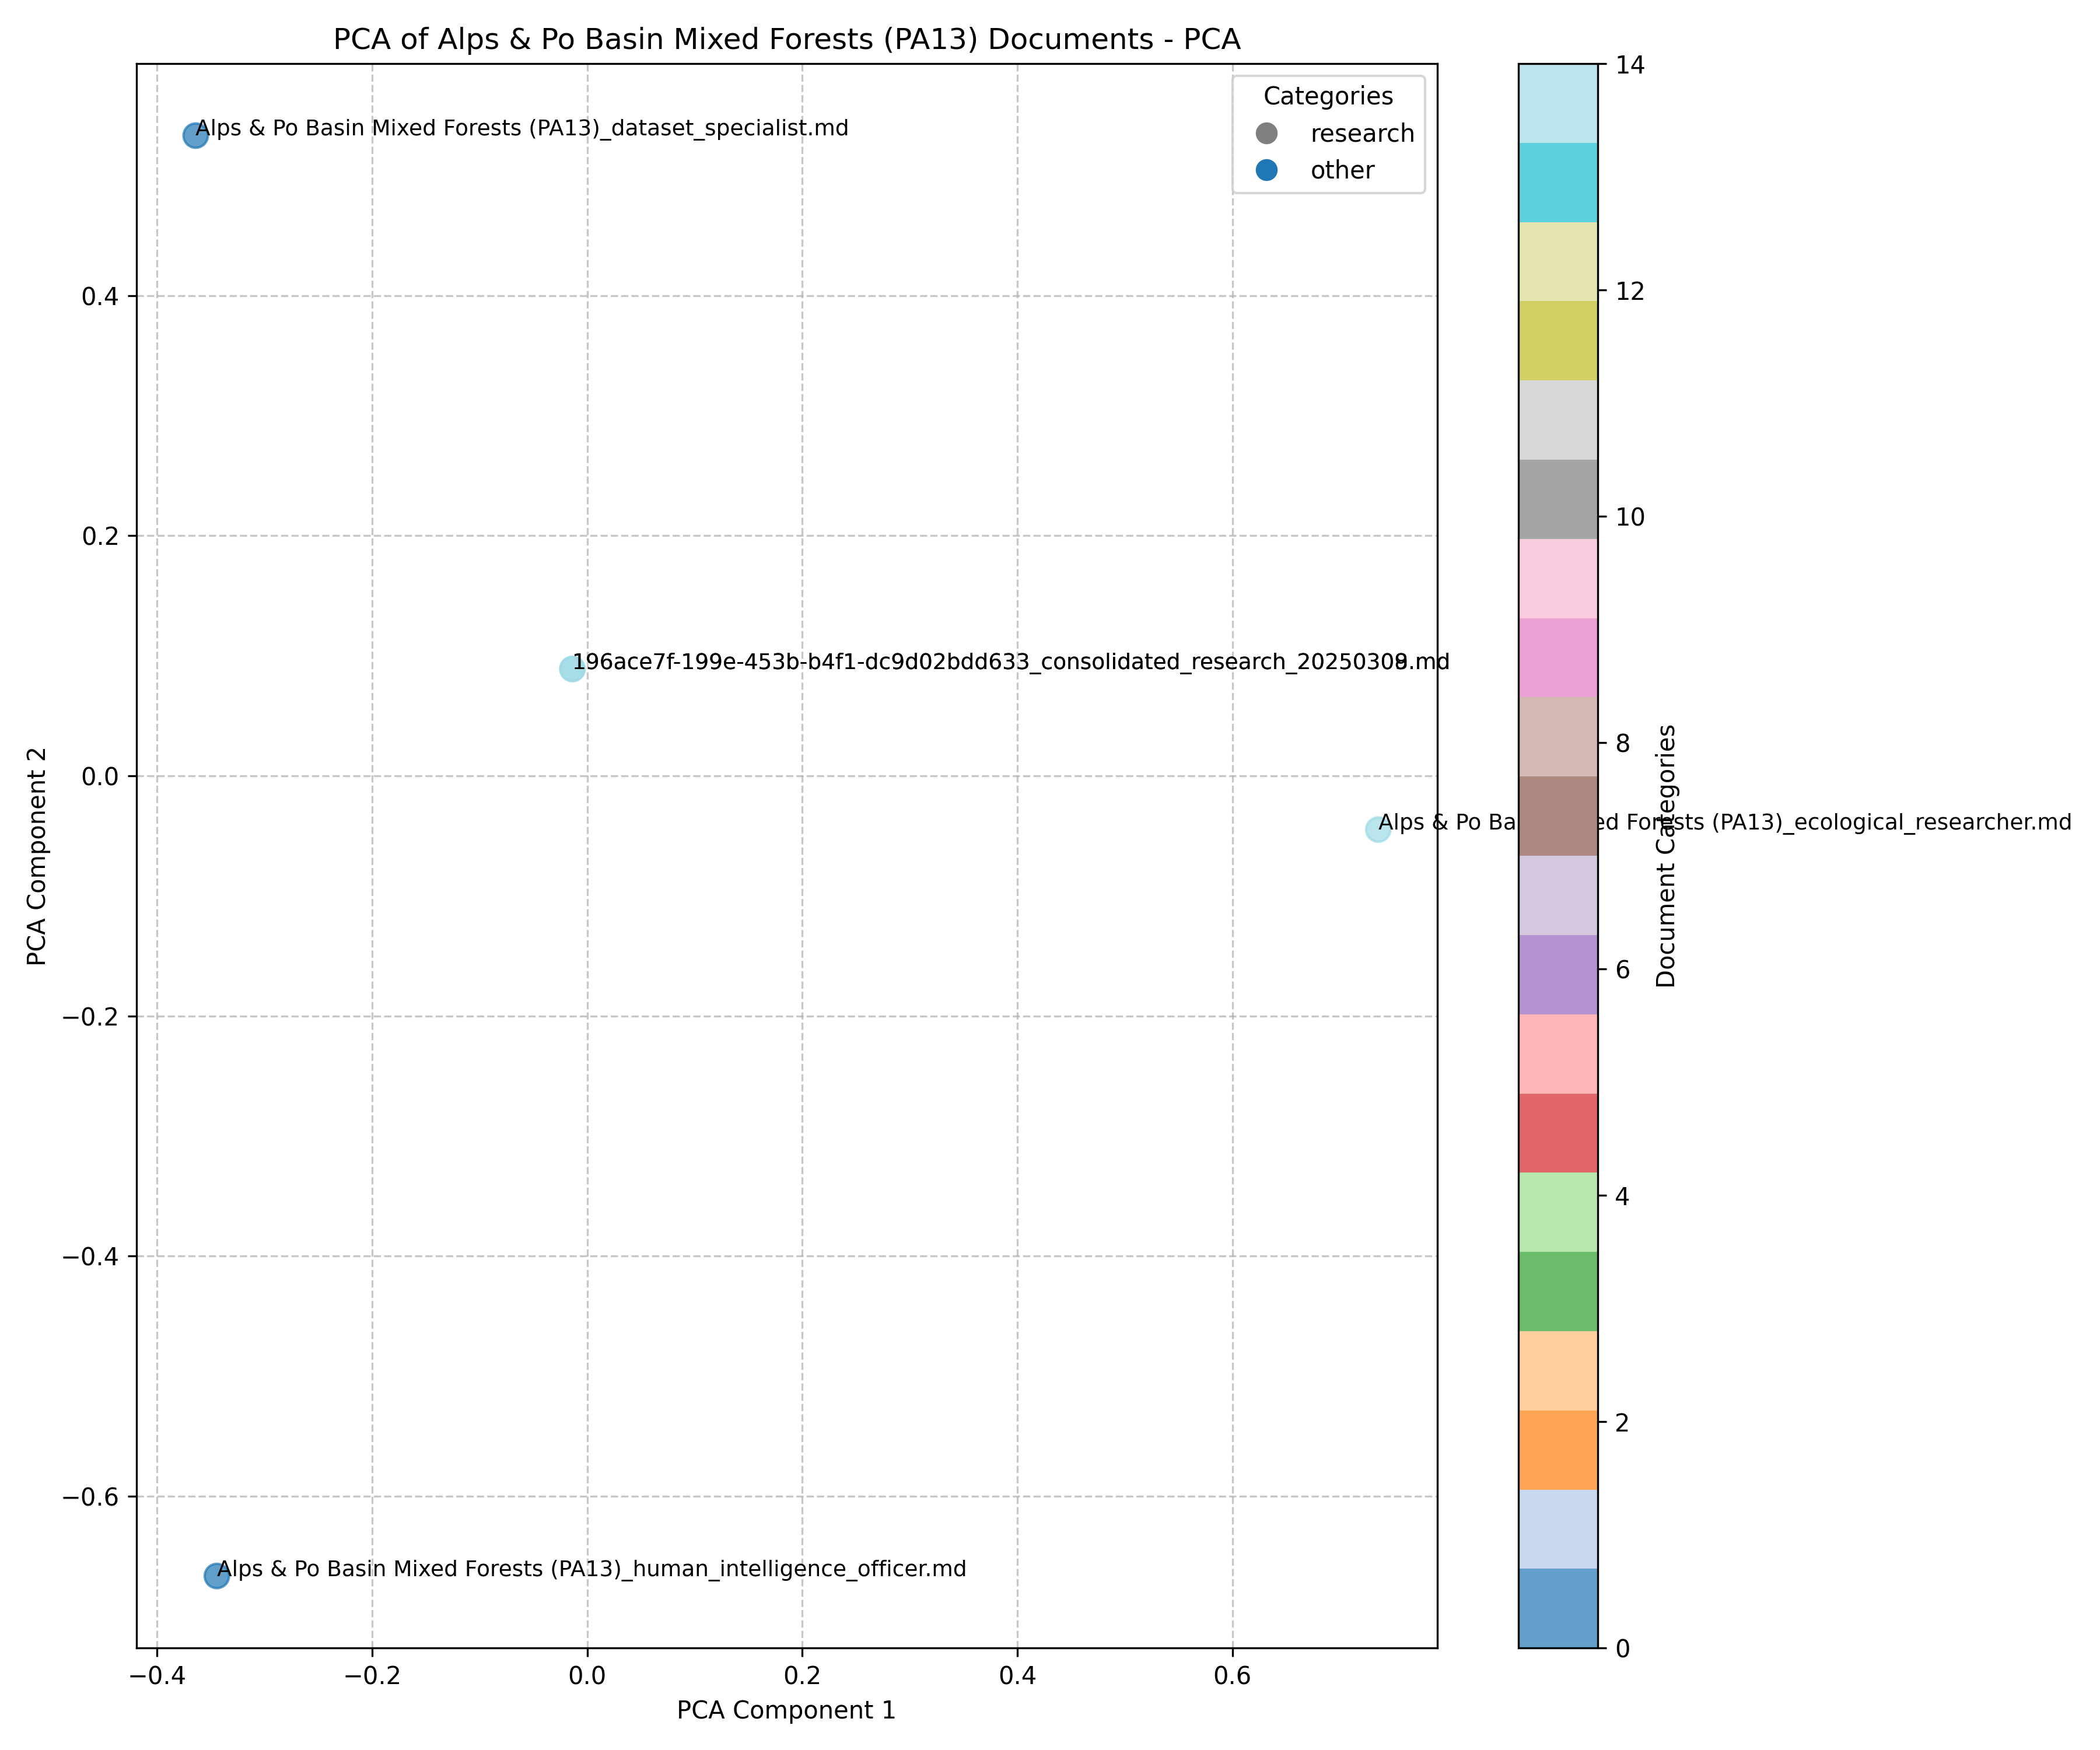 PCA of Alps & Po Basin Mixed Forests (PA13) Documents - PCA
Categories
research
other
Alps & Po Basin Mixed Forests (PA13)_dataset_specialist.md
196ace7f-199e-453b-b4f1-dc9d02bdd633_consolidated_research_20250309.md
Alps & Po Ba ed Forests (PA13)_ecological_researcher.md
Alps & Po Basin Mixed Forests (PA13)_human_intelligence_officer.md
PCA Component 2
0.4
0.2
0.0
−0.2
−0.4
−0.6
−0.4
−0.2
0.0
0.2
0.4
0.6
PCA Component 1
14
12
10
8
6
4
2
0
Document Categories